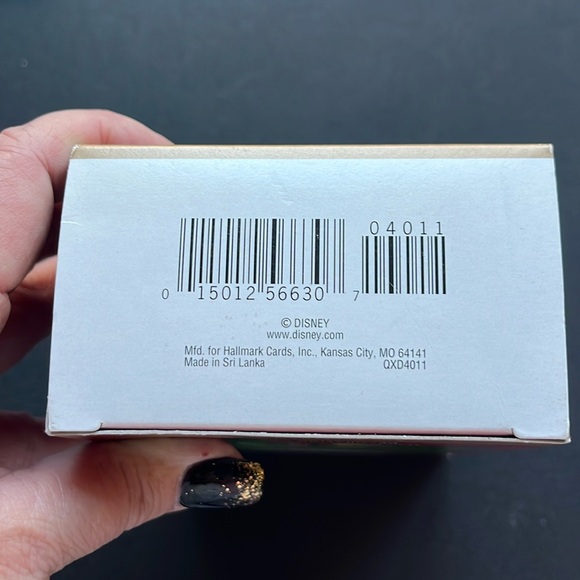 04011
0 15012 56630 7
© DISNEY
www.disney.com
Mfd. for Hallmark Cards, Inc., Kansas City, MO 64141
Made in Sri Lanka QXD4011